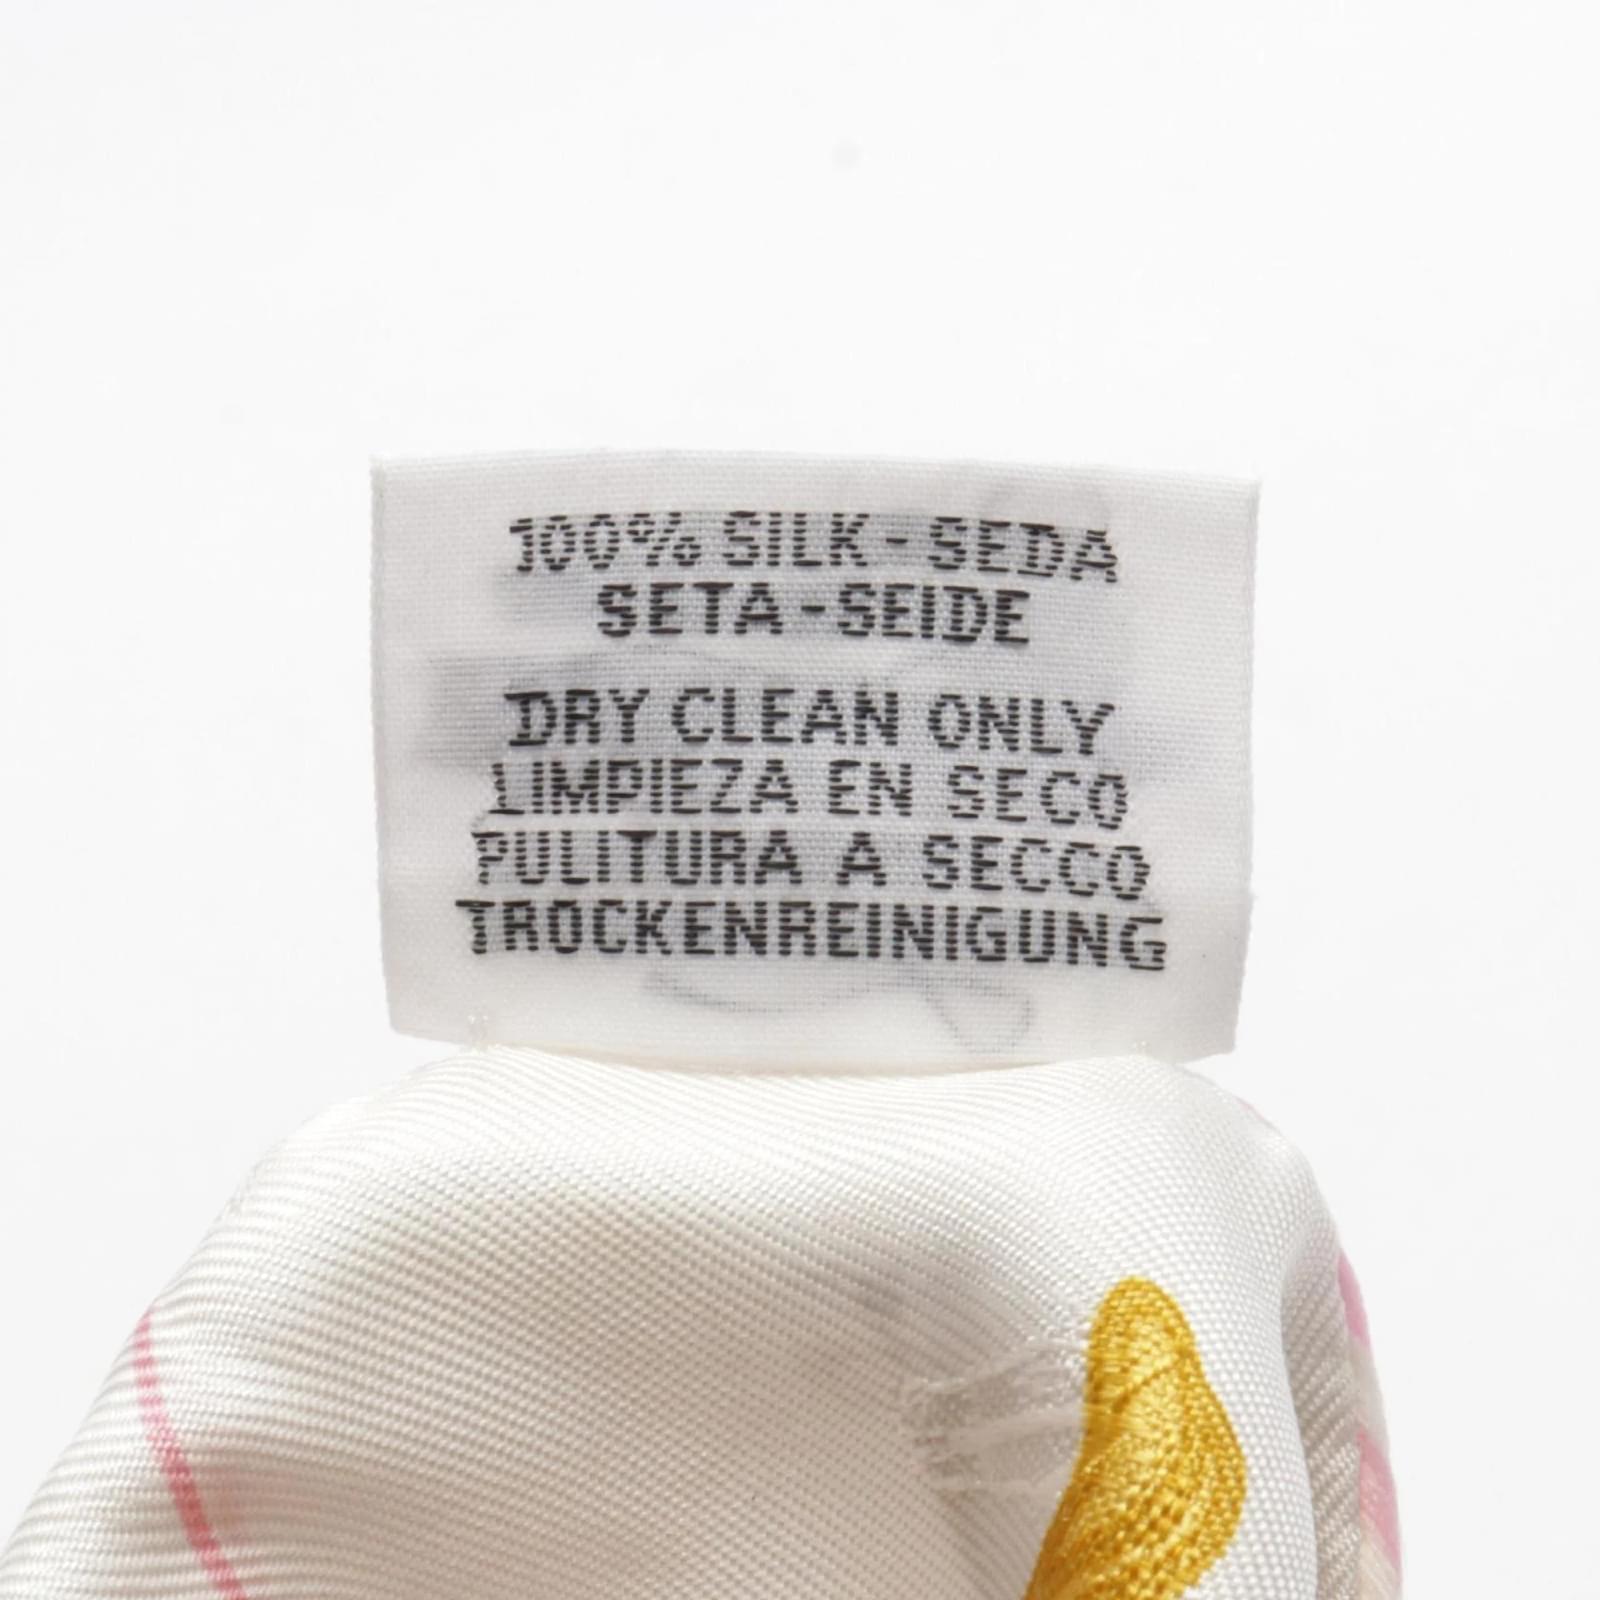 100% SILK - SEDA
SETA - SEIDE
DRY CLEAN ONLY
LIMPIEZA EN SECO
PULITURA A SECCO
TROCKENREINIGUNG